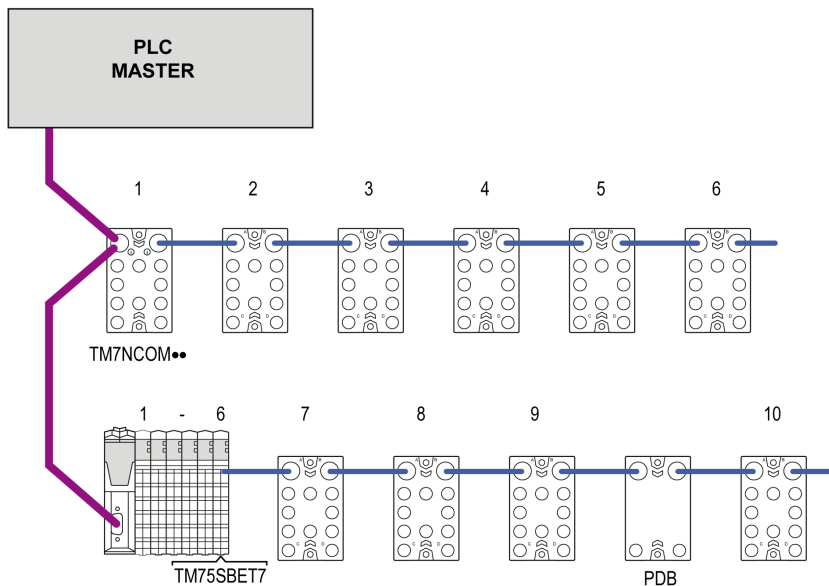 PLC
MASTER
1 2 3 4 5 6
A B A B A B A B A B
C D C D C D C D C D
TM7NCOM••
1 - 6 7 8 9 10
A B A B A B A B A B
C D C D C D C D
TM75SBET7
PDB